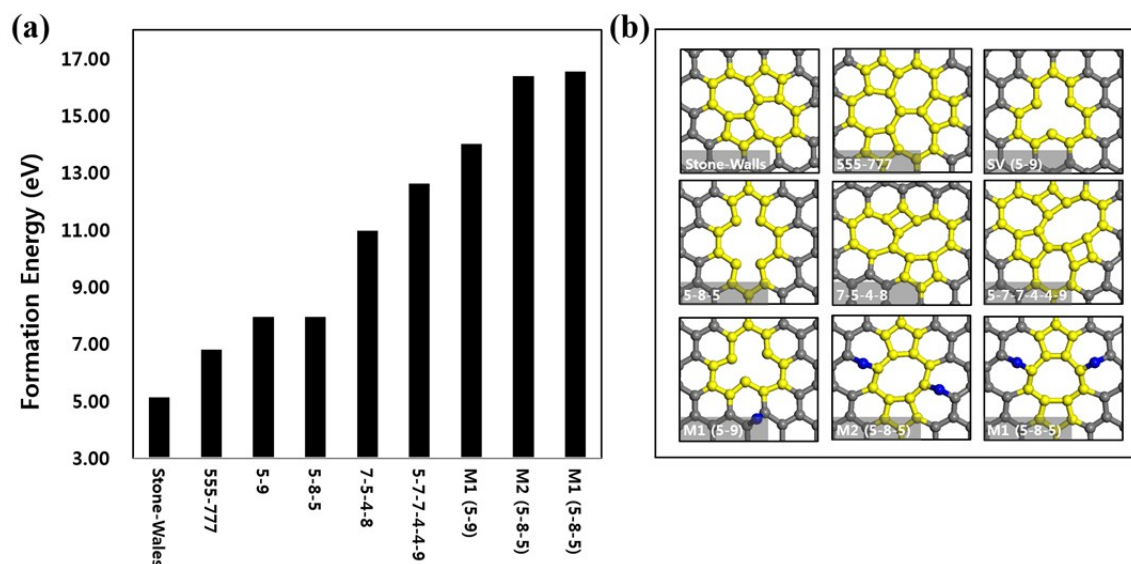 (a)
(b)
Formation Energy (eV)
17.00
15.00
13.00
11.00
9.00
7.00
5.00
3.00
Stone-Wales
555-777
5-9
5-8-5
7-5-4-8
5-7-7-4-4-9
M1 (5-9)
M2 (5-8-5)
M1 (5-8-5)
Stone-Walls
555-777
SV (5-9)
5-8-5
7-5-4-8
5-7-7-4-4-9
M1 (5-9)
M2 (5-8-5)
M1 (5-8-5)